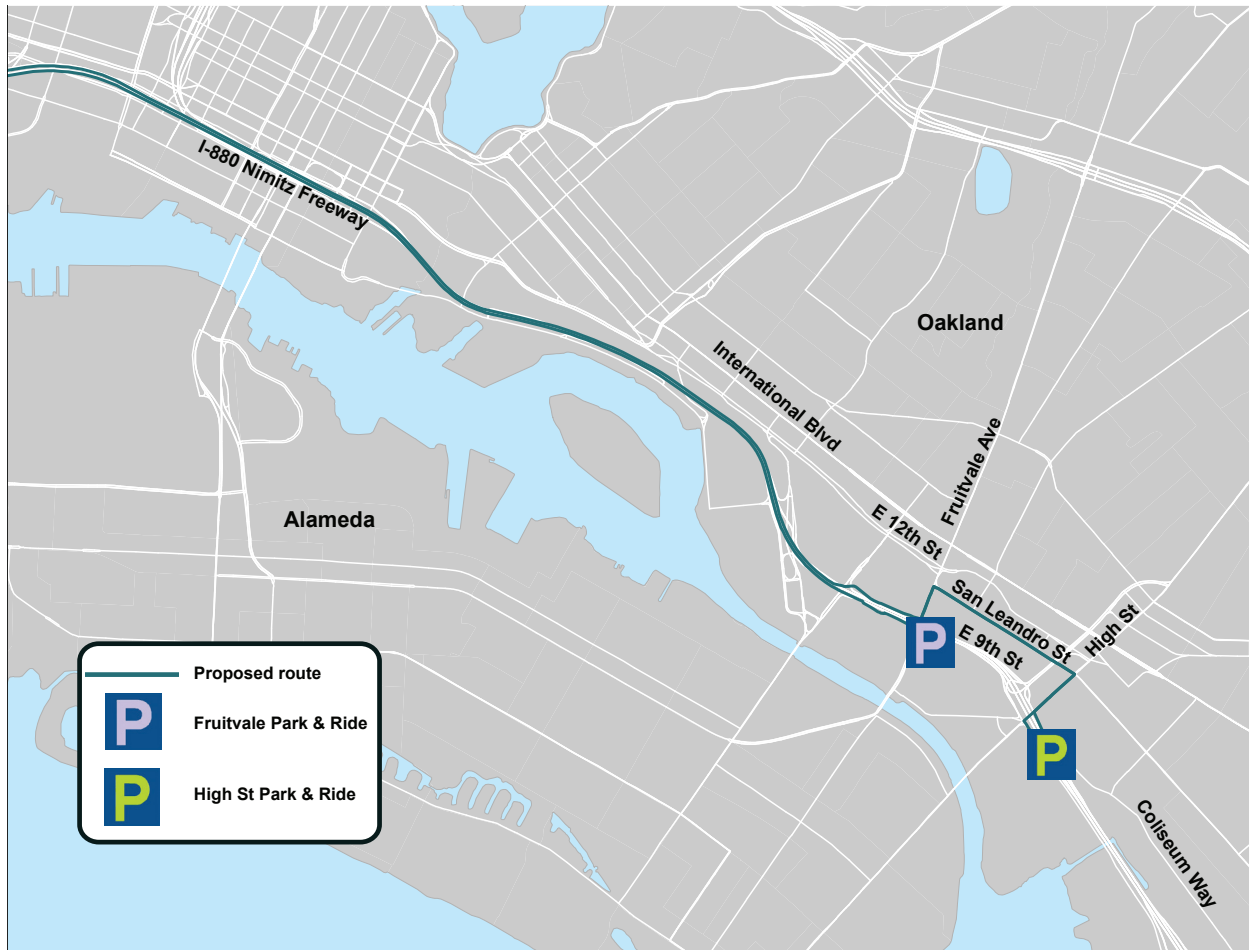 I-880 Nimitz Freeway
Oakland
International Blvd
Fruitvale Ave
Alameda
E 12th St
San Leandro St
High St
E 9th St
P
Proposed route
P
Fruitvale Park & Ride
P
High St Park & Ride
P
Coliseum Way